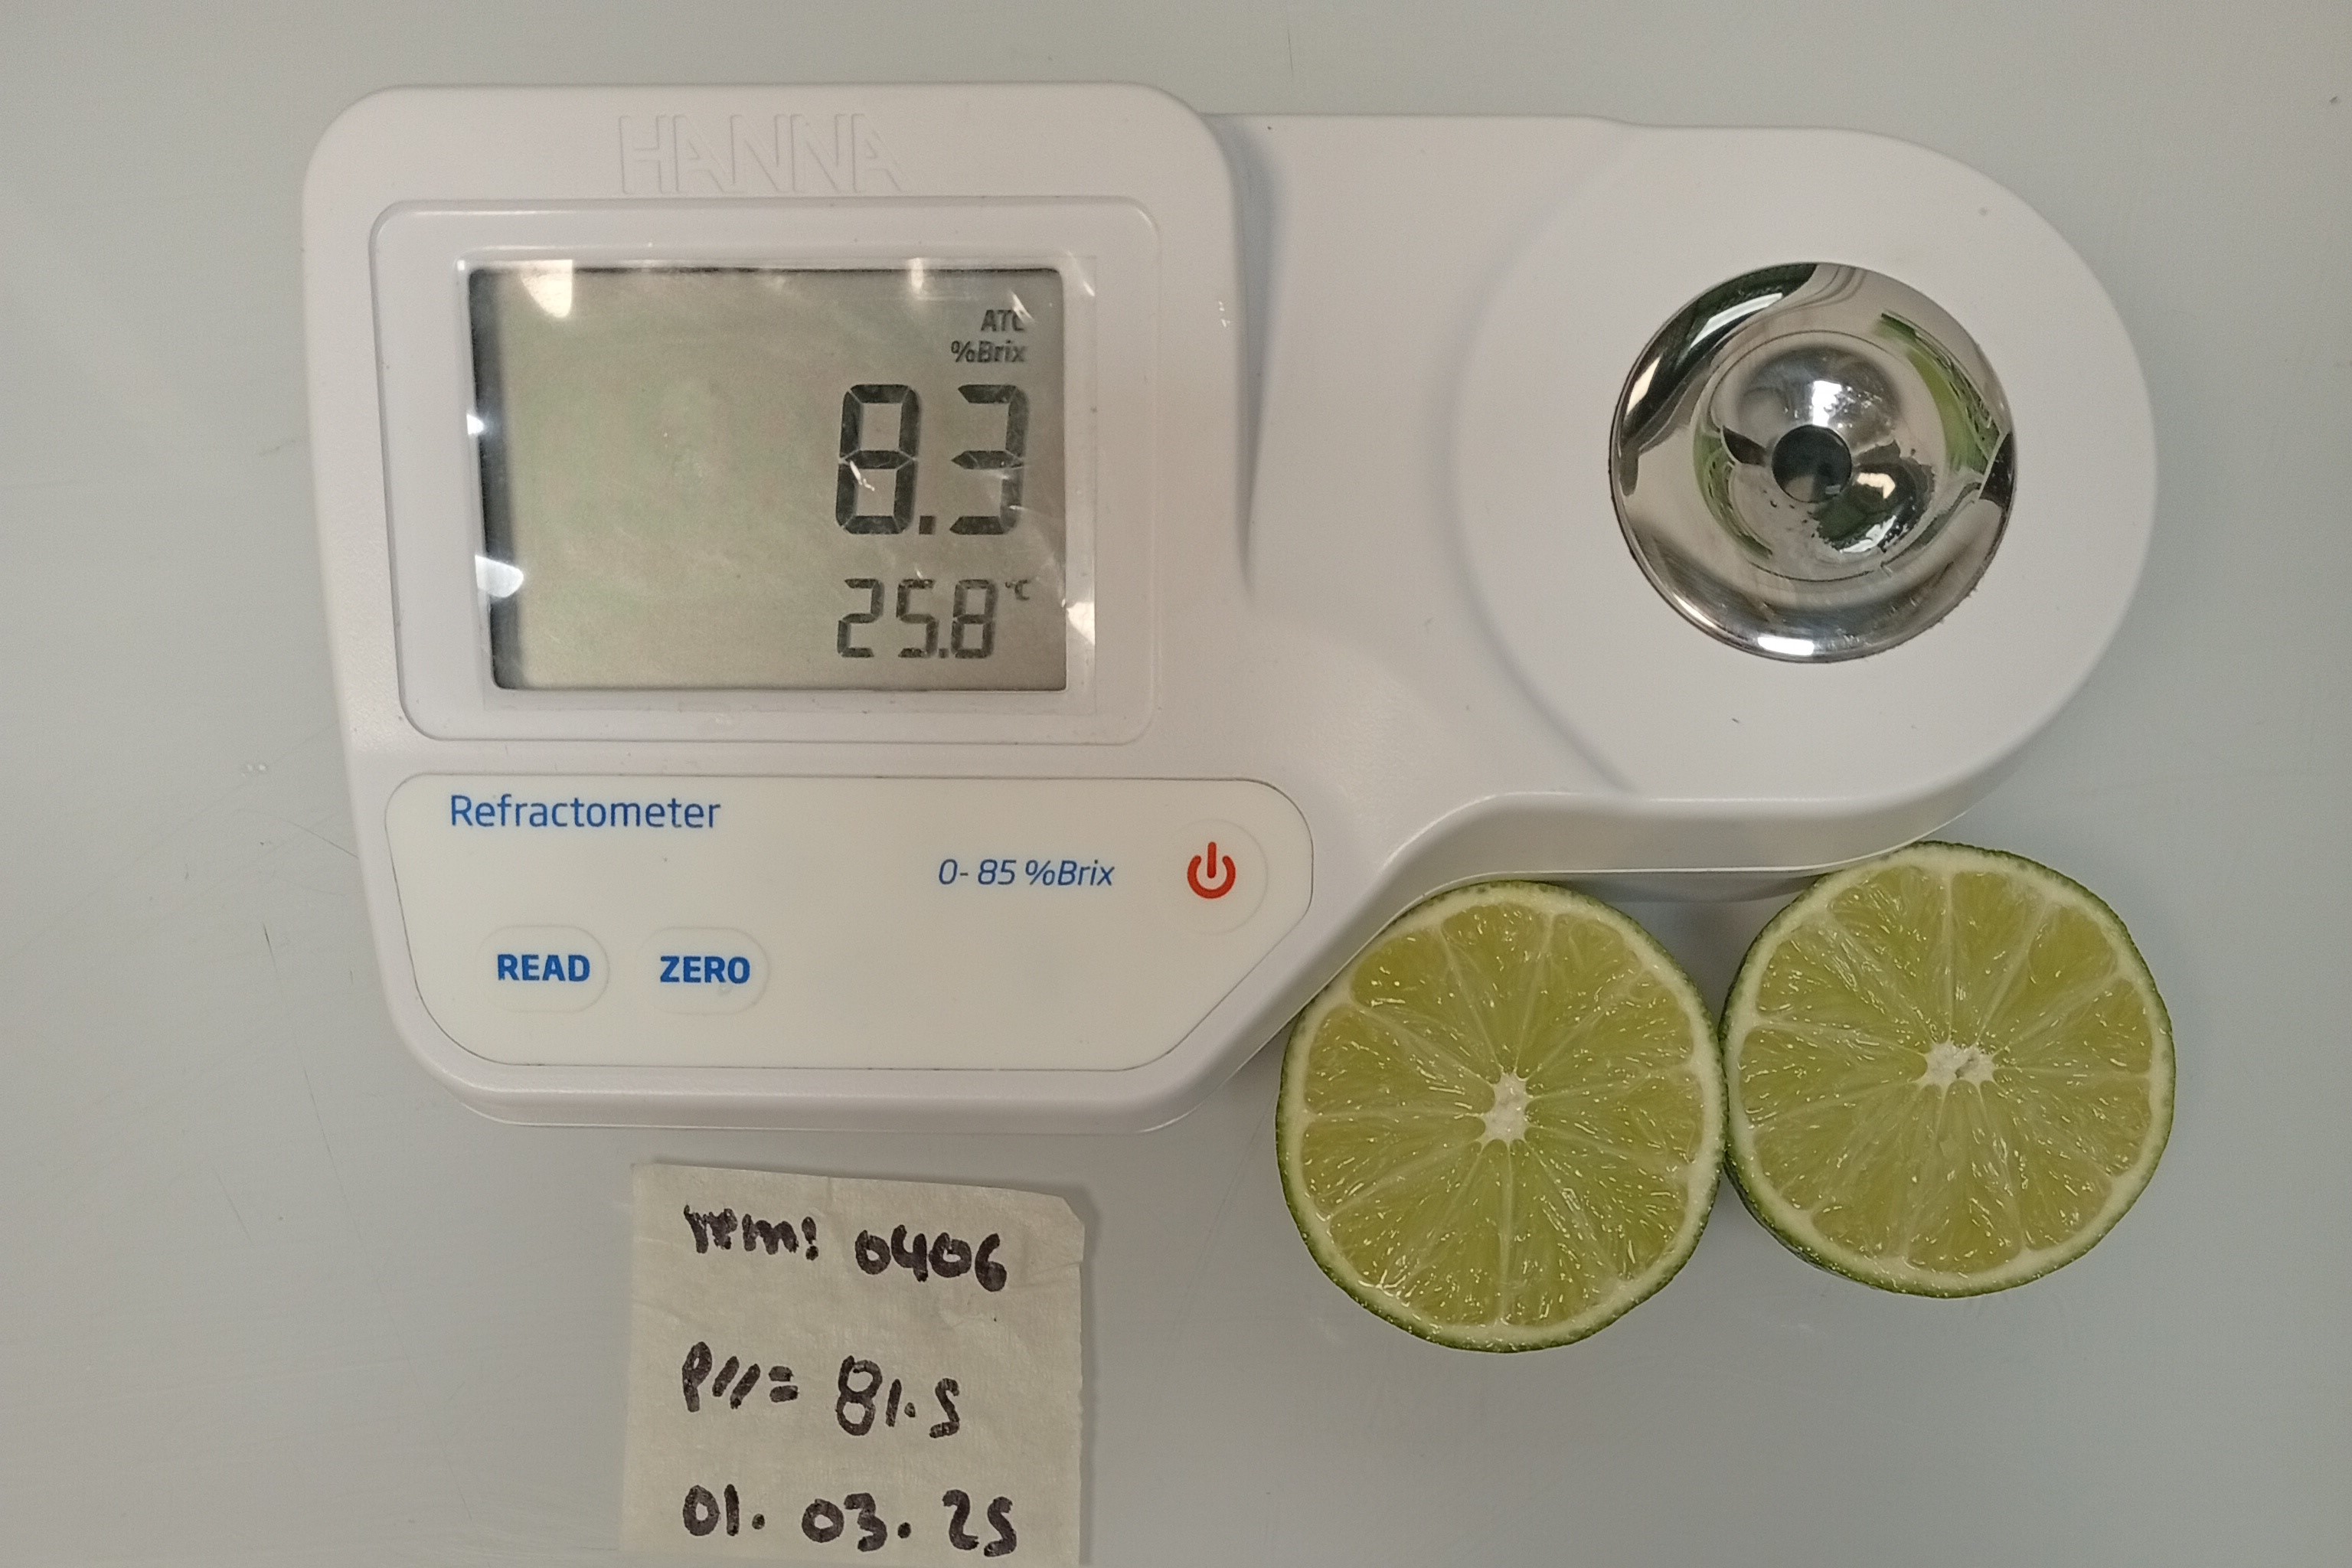 HANNA
ATC
%Brix
8.3
25.8 °C
Refractometer
0-85 %Brix
READ ZERO
0406
= 81.5
01. 03. 25